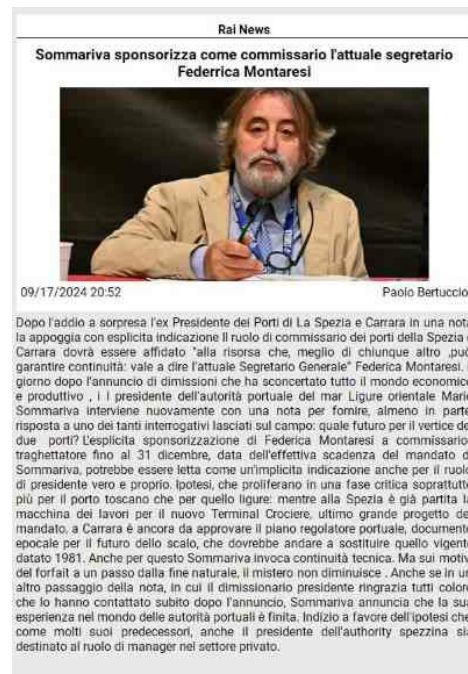 Rai News
Sommariva sponsorizza come commissario l'attuale segretario
Federrica Montaresi
09/17/2024 20:52
Paolo Bertuccio
Dopo l'addio a sorpresa l'ex Presidente dei Porti di La Spezia e Carrara in una nota
la appoggia con esplicita indicazione Il ruolo di commissario dei porti della Spezia e
Carrara dovrà essere affidato "alla risorsa che, meglio di chiunque altro ,può
garantire continuità: vale a dire l'attuale Segretario Generale" Federica Montaresi.
giorno dopo l'annuncio di dimissioni che ha sconcertato tutto il mondo economico
e produttivo , i l presidente dell'autorità portuale del mar Ligure orientale Mario
Sommariva interviene nuovamente con una nota per fornire, almeno in parte,
risposta a uno dei tanti interrogativi lasciati sul campo: quale futuro per il vertice dei
due porti? L'esplicita sponsorizzazione di Federica Montaresi a commissario-
traghettatore fino al 31 dicembre, data dell'effettiva scadenza del mandato di
Sommariva, potrebbe essere letta come un'implicita indicazione anche per il ruolo
di presidente vero e proprio. Ipotesi, che proliferano in una fase critica soprattutto
più per il porto toscano che per quello ligure: mentre alla Spezia è già partita la
macchina dei lavori per il nuovo Terminal Crociere, ultimo grande progetto del
mandato, a Carrara è ancora da approvare il piano regolatore portuale, documento
epocale per il futuro dello scalo, che dovrebbe andare a sostituire quello vigente
datato 1981. Anche per questo Sommariva invoca continuità tecnica. Ma sui motivi
del forfait a un passo dalla fine naturale, il mistero non diminuisce . Anche se in un
altro passaggio della nota, in cui il dimissionario presidente ringrazia tutti coloro
che lo hanno contattato subito dopo l'annuncio, Sommariva annuncia che la sua
esperienza nel mondo delle autorità portuali è finita. Indizio a favore dell'ipotesi che,
come molti suoi predecessori, anche il presidente dell'authority spezzina sia
destinato al ruolo di manager nel settore privato.